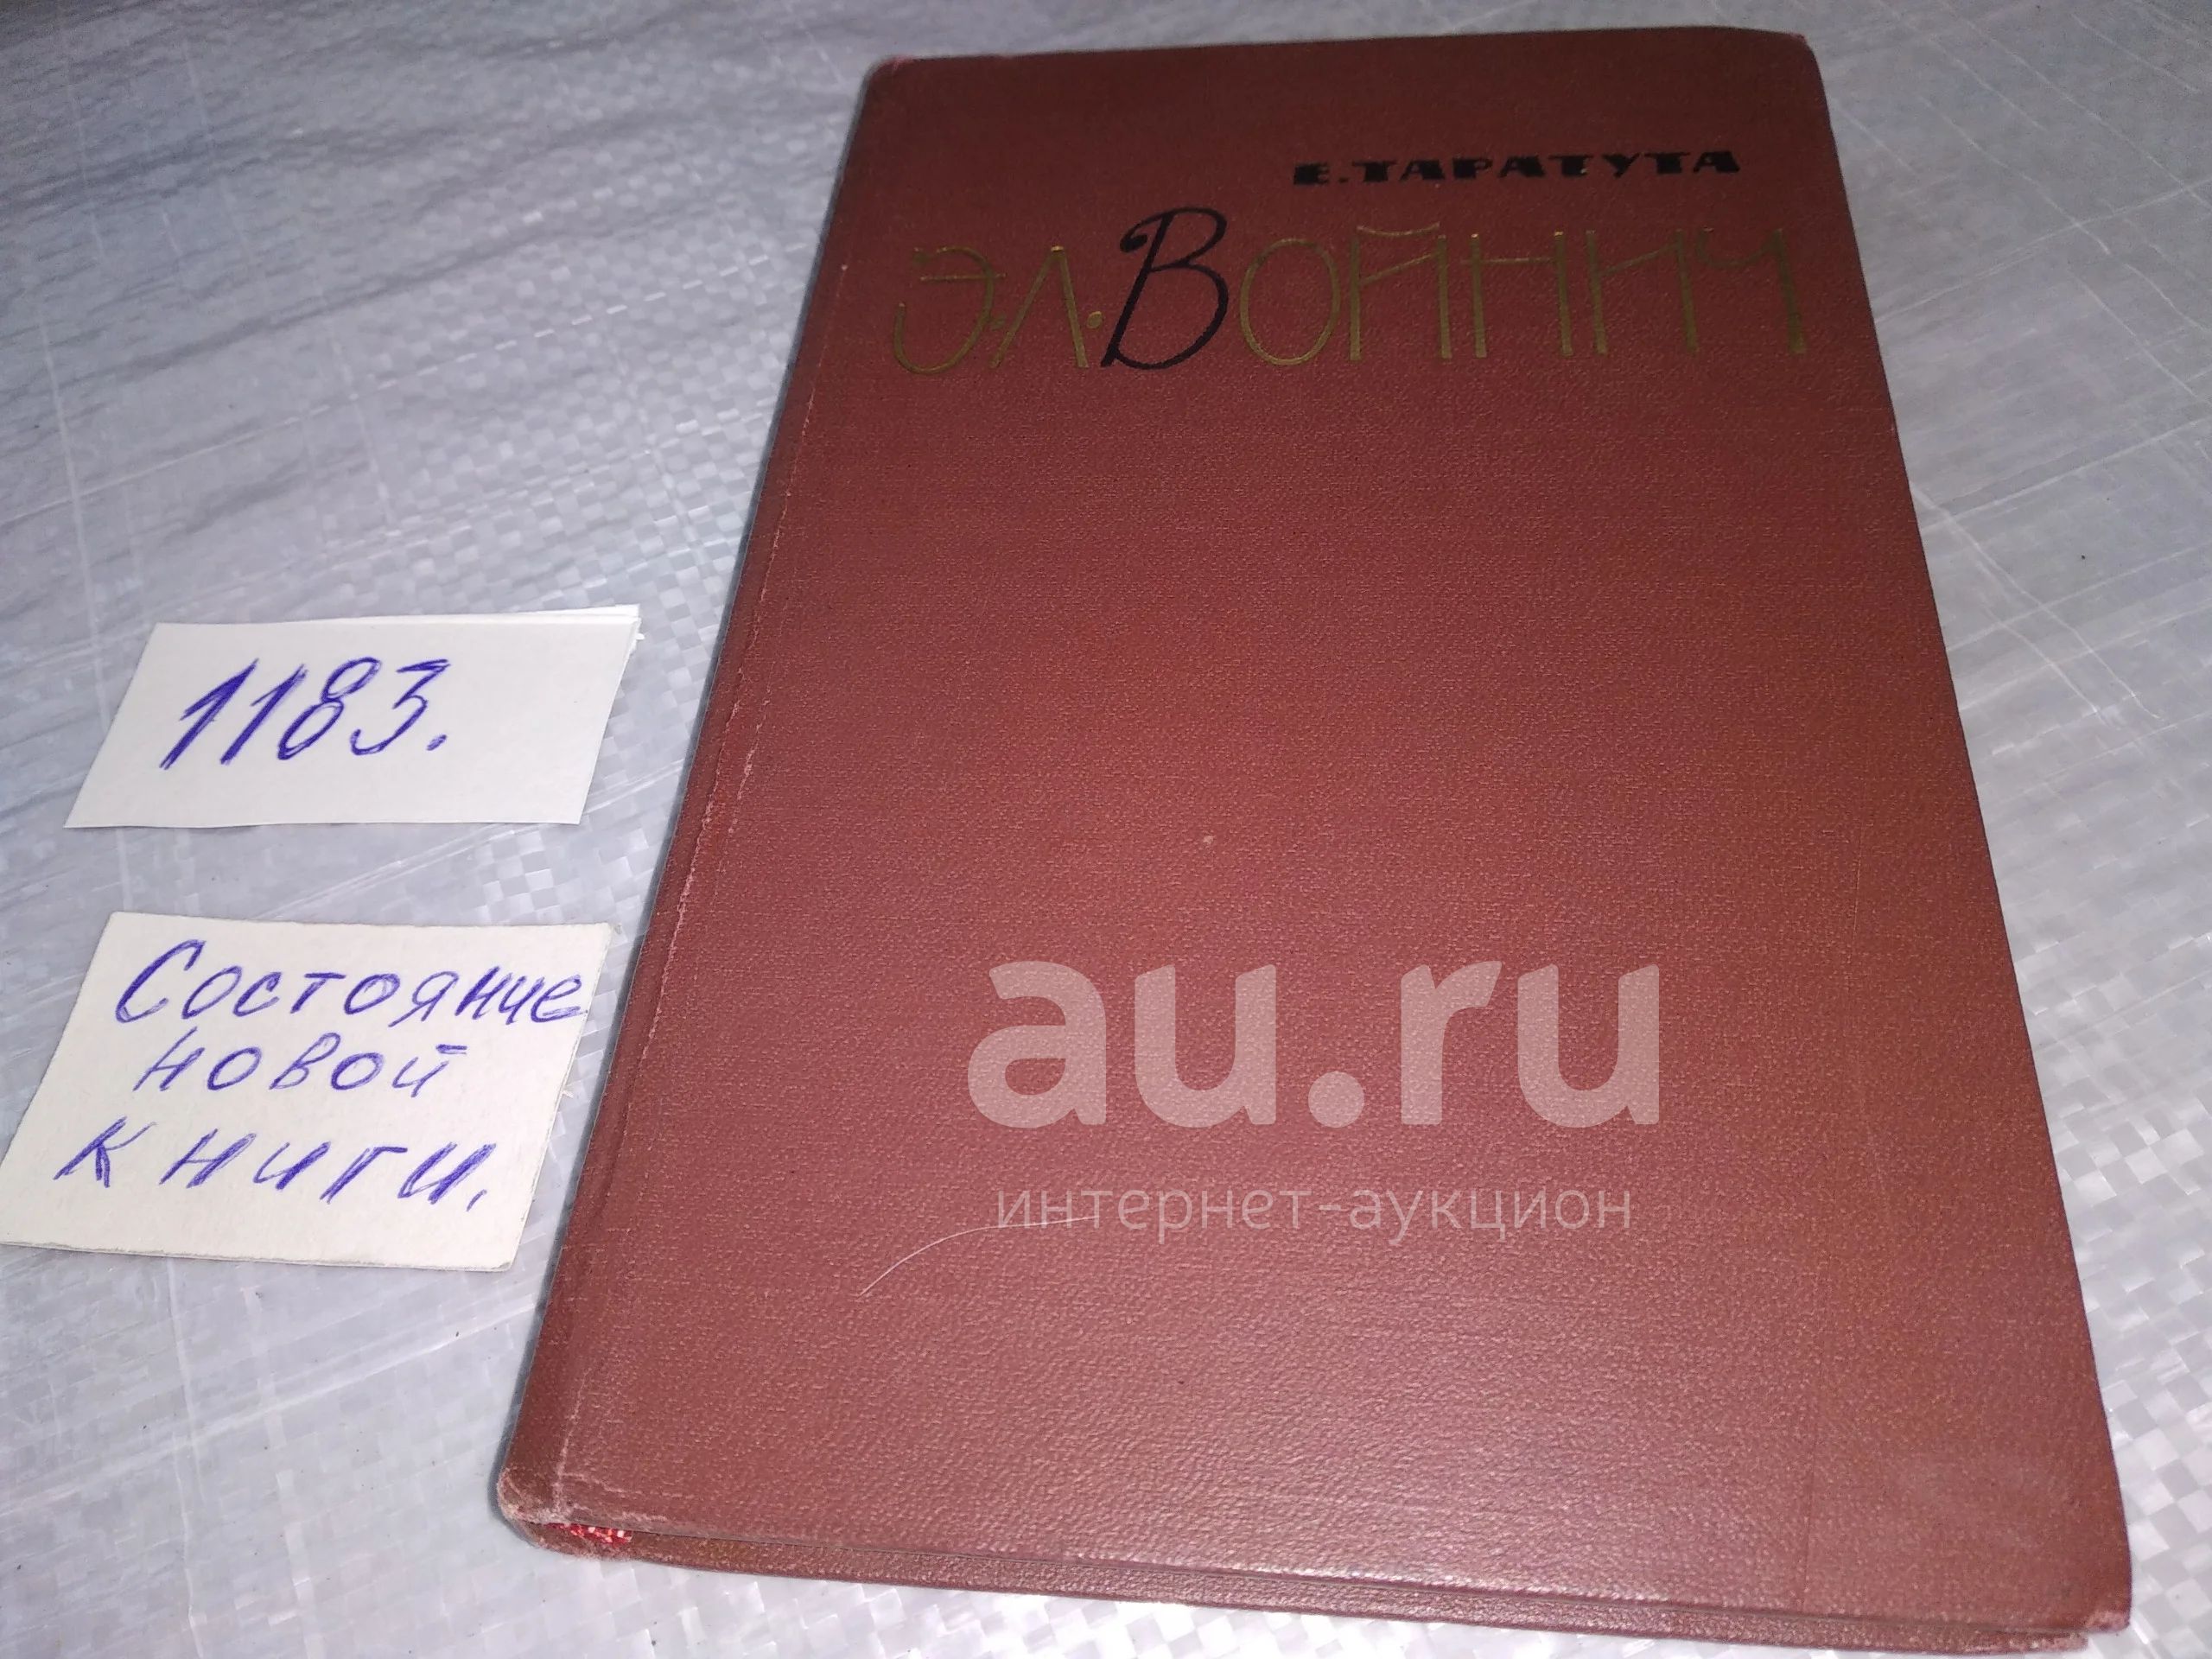 Е. ТАРАТУТА
Э.Л. ВОЙНИЧ
1183.
Состояние
новой
книги.
au.ru
интернет-аукцион